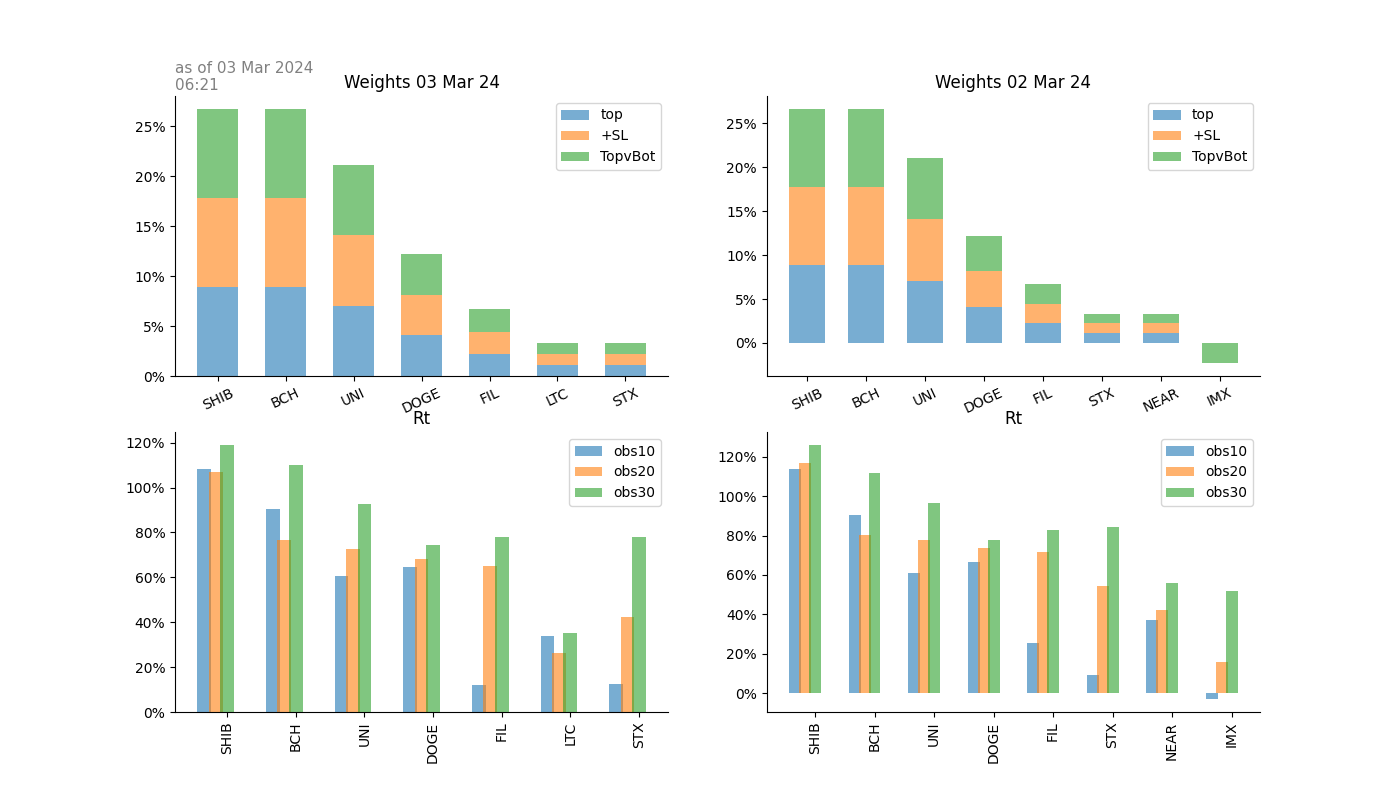 as of 03 Mar 2024
06:21
Weights 03 Mar 24
25%
20%
15%
10%
5%
0%
top
+SL
TopvBot
SHIB
BCH
UNI
DOGE
FIL
LTC
STX
Weights 02 Mar 24
25%
20%
15%
10%
5%
0%
top
+SL
TopvBot
SHIB
BCH
UNI
DOGE
FIL
STX
NEAR
IMX
Rt
120%
100%
80%
60%
40%
20%
0%
obs10
obs20
obs30
SHIB
BCH
UNI
DOGE
FIL
LTC
STX
Rt
120%
100%
80%
60%
40%
20%
0%
obs10
obs20
obs30
SHIB
BCH
UNI
DOGE
FIL
STX
NEAR
IMX